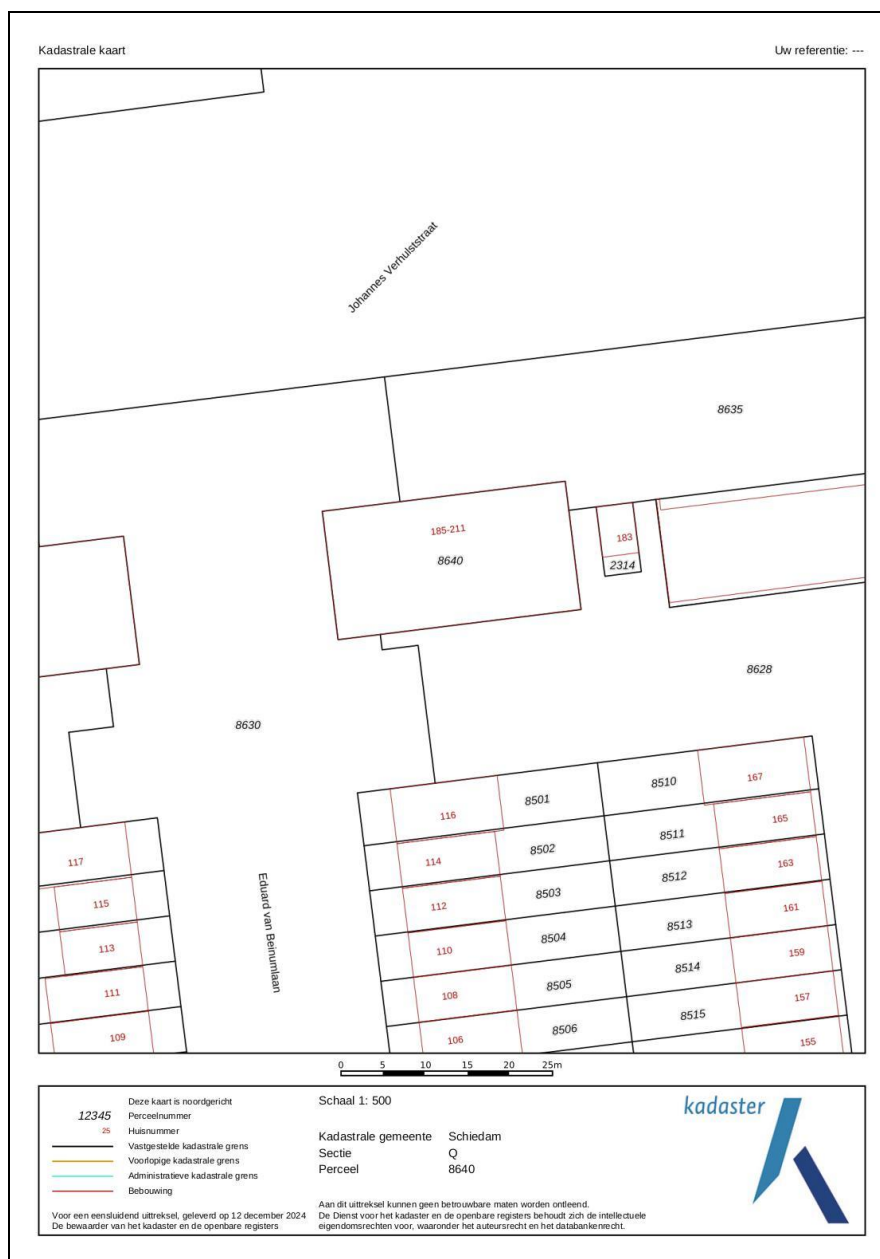 Kadastrale kaart
Uw referentie: ---
Johannes Verhulststraat
8635
185-211
8640
183
2314
8628
8630
8510
167
116
8501
165
8511
114
8502
163
8512
117
112
8503
161
115
8513
110
8504
159
113
8514
108
8505
157
111
8515
106
8506
155
109
Eduard van Beinumlaan
0 5 10 15 20 25m
Deze kaart is noordgericht
12345 Perceelnummer
25 Huisnummer
Vastgestelde kadastrale grens
Voorlopige kadastrale grens
Administratieve kadastrale grens
Bebouwing
Voor een eensluidend uittreksel, geleverd op 12 december 2024
De bewaarder van het kadaster en de openbare registers
Schaal 1: 500
Kadastrale gemeente Schiedam
Sectie Q
Perceel 8640
Aan dit uittreksel kunnen geen betrouwbare maten worden ontleend.
De Dienst voor het kadaster en de openbare registers behoudt zich de intellectuele
eigendomsrechten voor, waaronder het auteursrecht en het databankenrecht.
kadaster